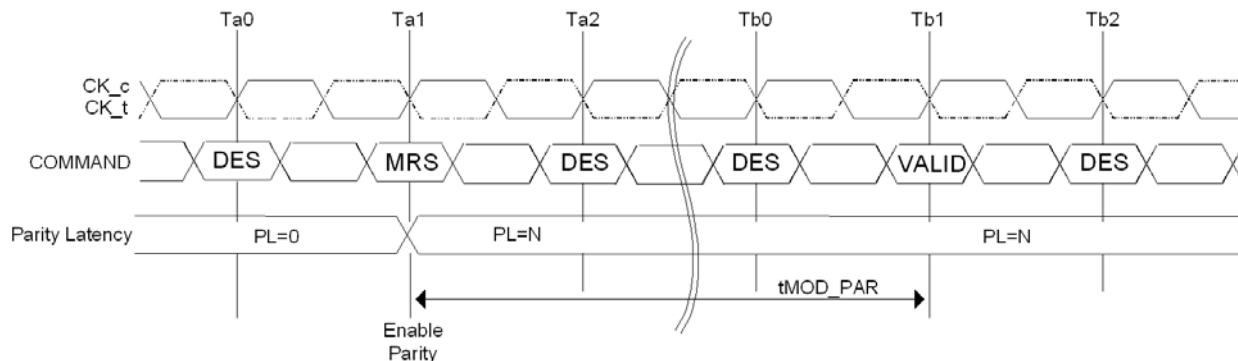 Ta0 Ta1 Ta2 Tb0 Tb1 Tb2
CK_c
CK_t
COMMAND DES MRS DES DES VALID DES
Parity Latency PL=0 PL=N PL=N
tMOD_PAR
Enable
Parity